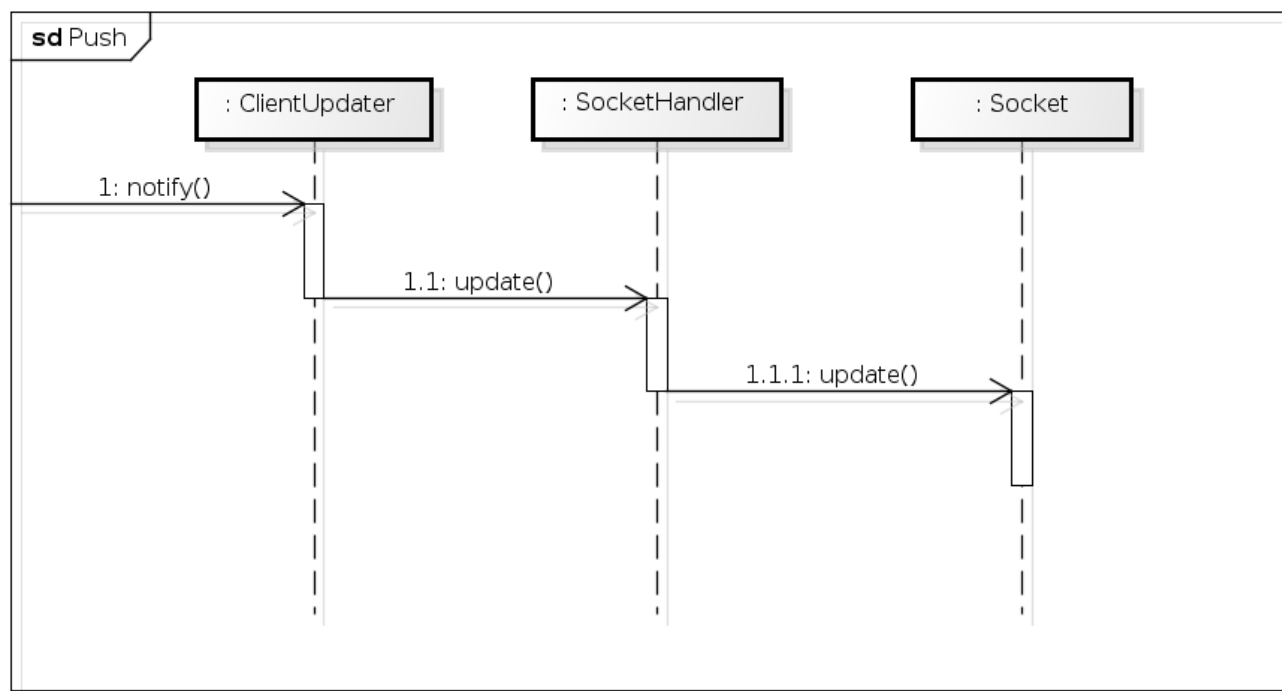 sd Push
: ClientUpdater
: SocketHandler
: Socket
1: notify()
1.1: update()
1.1.1: update()